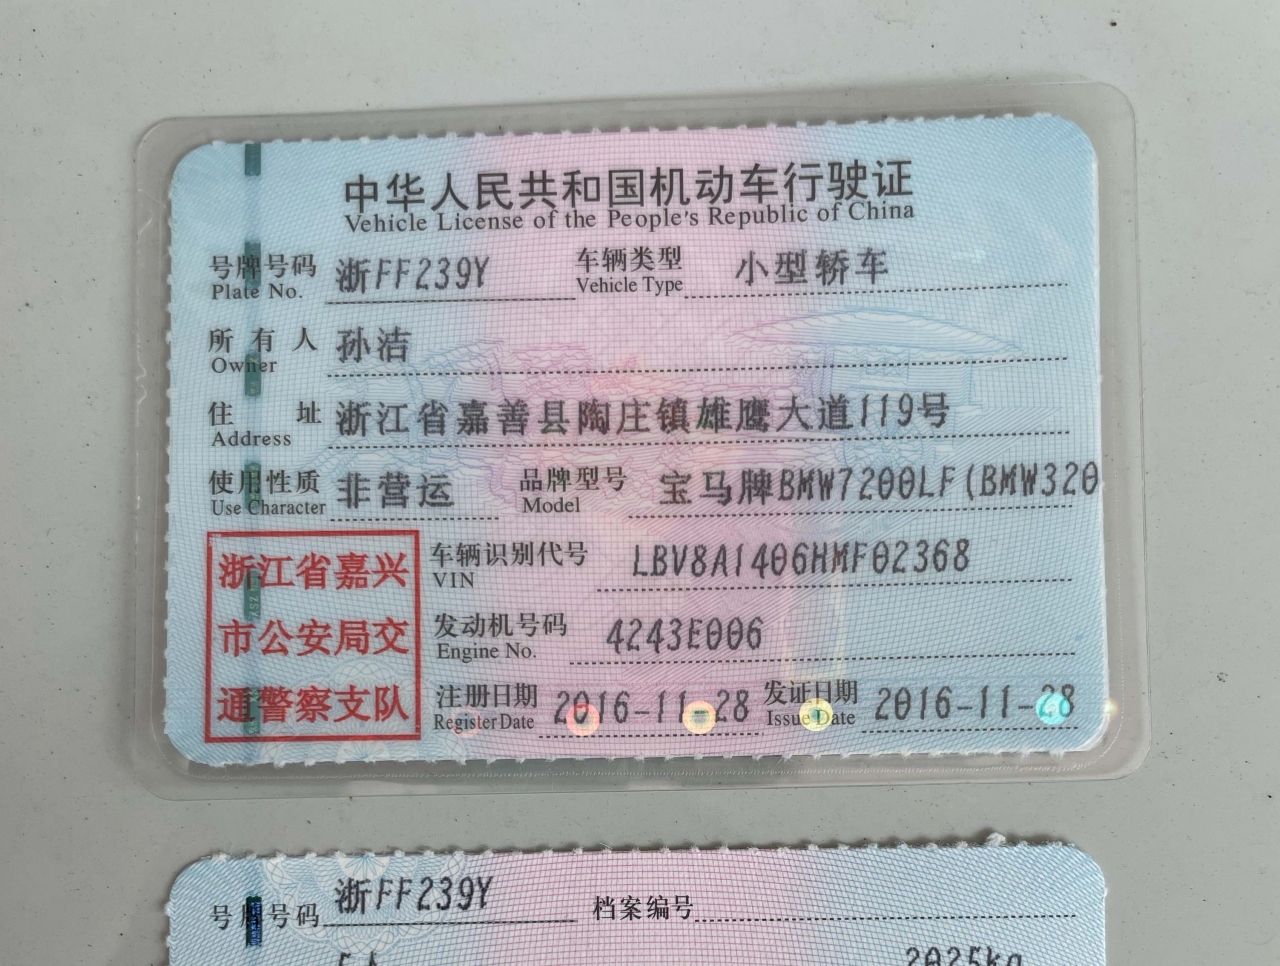 中华人民共和国机动车行驶证
Vehicle License of the People's Republic of China
号牌号码 浙FF239Y 车辆类型 小型轿车
Plate No. Vehicle Type
所有人 孙洁
Owner
住址 浙江省嘉善县陶庄镇雄鹰大道119号
Address
使用性质 非营运 品牌型号 宝马牌BMW7200LF(BMW320
Use Character Model
浙江省嘉兴
市公安局交
通警察支队
车辆识别代号 LBV8A1406HMF02368
VIN
发动机号码 4243E006
Engine No.
注册日期 2016-11-28 发证日期 2016-11-28
Register Date Issue Date
号牌号码 浙FF239Y 档案编号
5人 2025kg